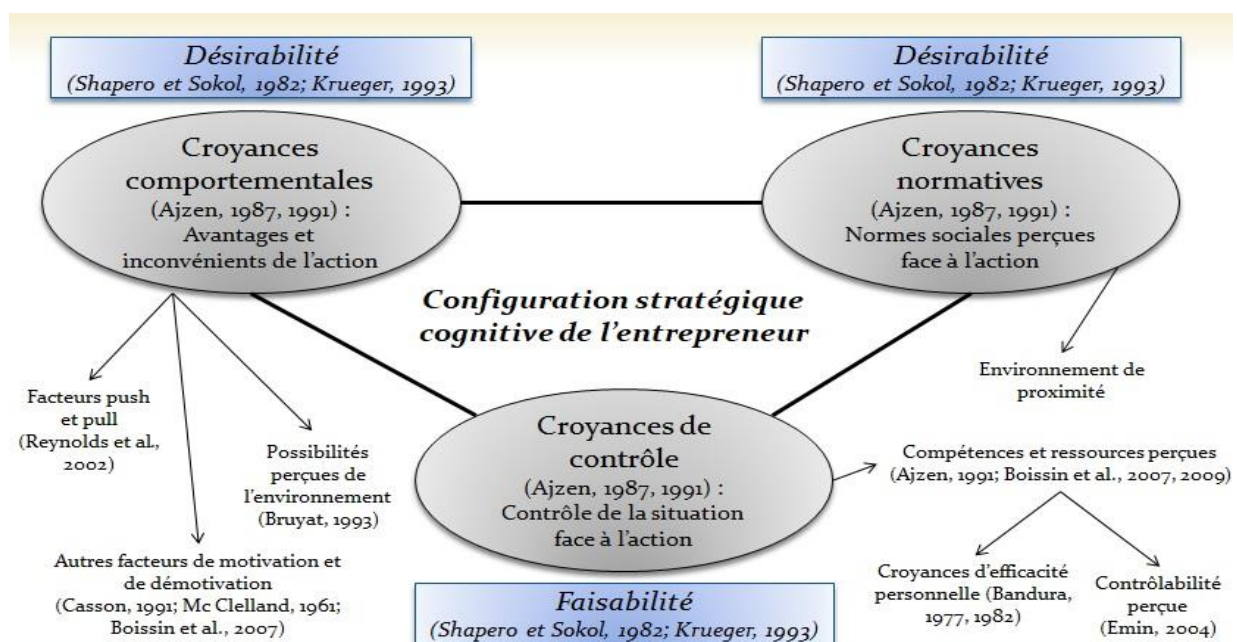 Désirabilité
(Shapero et Sokol, 1982; Krueger, 1993)
Désirabilité
(Shapero et Sokol, 1982; Krueger, 1993)
Croyances
comportementales
(Ajzen, 1987, 1991) :
Avantages et
inconvénients de l'action
Croyances
normatives
(Ajzen, 1987, 1991) :
Normes sociales perçues
face à l'action
Configuration stratégique
cognitive de l'entrepreneur
Facteurs push
et pull
(Reynolds et al.,
2002)
Possibilités
perçues de
l'environnement
(Bruyat, 1993)
Autres facteurs de motivation et
de démotivation
(Casson, 1991; Mc Clelland, 1961;
Boissin et al., 2007)
Croyances de
contrôle
(Ajzen, 1987, 1991) :
Contrôle de la situation
face à l'action
Environnement de
proximité
Compétences et ressources perçues
(Ajzen, 1991; Boissin et al., 2007, 2009)
Croyances d'efficacité
personnelle (Bandura,
1977, 1982)
Contrôlabilité
perçue
(Emin, 2004)
Faisabilité
(Shapero et Sokol, 1982; Krueger, 1993)